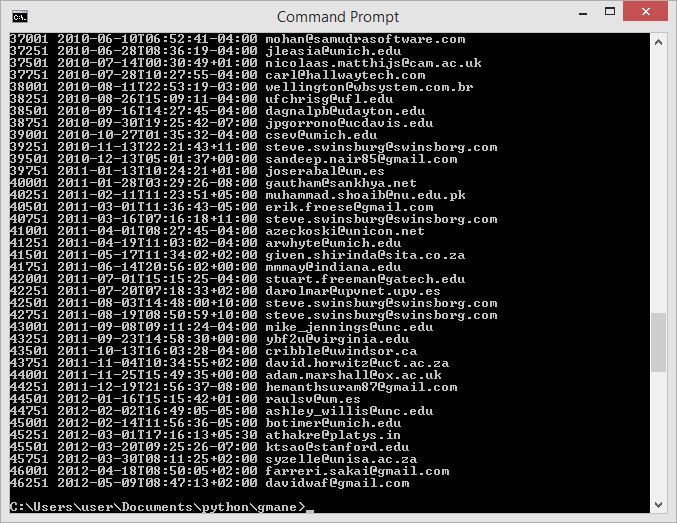 Command Prompt
37001 2010-06-10T06:52:41-04:00 mohan@samudrasoftware.com
37251 2010-06-28T08:36:19-04:00 jleasia@umich.edu
37501 2010-07-14T00:30:49+01:00 nicolaas.matthijs@cam.ac.uk
37751 2010-07-28T10:27:55-04:00 carl@hallwaytech.com
38001 2010-08-11T22:53:19-03:00 wellington@wbsystem.com.br
38251 2010-08-26T15:09:11-04:00 ufchrisg@ufl.edu
38501 2010-09-16T14:27:45-04:00 dagnalpb@udayton.edu
38751 2010-09-30T19:25:42-07:00 jpgorrono@ucdavis.edu
39001 2010-10-27T01:35:32-04:00 csev@umich.edu
39251 2010-11-13T22:21:43+11:00 steve.swinsburg@swinsborg.com
39501 2010-12-13T05:01:37+00:00 sandeep.nair85@gmail.com
39751 2011-01-13T10:24:21+01:00 joserabal@um.es
40001 2011-01-28T03:29:26-08:00 gautham@sankhya.net
40251 2011-02-11T11:23:51+05:00 muhammad.shoaib@nu.edu.pk
40501 2011-03-01T11:36:43-05:00 erik.froese@gmail.com
40751 2011-03-16T07:16:18+11:00 steve.swinsburg@swinsborg.com
41001 2011-04-01T08:27:45-04:00 azeckoski@unicon.net
41251 2011-04-19T11:03:02-04:00 arwhyte@umich.edu
41501 2011-05-17T11:34:02+02:00 given.shirinda@sita.co.za
41751 2011-06-14T20:56:02+00:00 mmmay@indiana.edu
42001 2011-07-01T15:15:25-04:00 stuart.freeman@gatech.edu
42251 2011-07-20T07:18:33+02:00 darolmar@upvnet.upv.es
42501 2011-08-03T14:48:00+10:00 steve.swinsburg@swinsborg.com
42751 2011-08-19T08:50:59+10:00 steve.swinsburg@swinsborg.com
43001 2011-09-08T09:11:24-04:00 mike_jennings@unc.edu
43251 2011-09-23T14:58:30+00:00 ybf2u@virginia.edu
43501 2011-10-13T16:03:28-04:00 cribble@uwindsor.ca
43751 2011-11-04T10:34:55+02:00 david.horwitz@uct.ac.za
44001 2011-11-25T15:49:35+00:00 adam.marshall@ox.ac.uk
44251 2011-12-19T21:56:37-08:00 hemanthsuram87@gmail.com
44501 2012-01-16T15:15:42+01:00 raulsv@um.es
44751 2012-02-02T16:49:05-05:00 ashley_willis@unc.edu
45001 2012-02-14T11:56:36-05:00 botimer@umich.edu
45251 2012-03-01T17:16:13+05:30 athakre@platys.in
45501 2012-03-20T09:25:26-07:00 ktsao@stanford.edu
45751 2012-03-30T08:11:25+02:00 syzelle@unisa.ac.za
46001 2012-04-18T08:50:05+02:00 farreri.sakai@gmail.com
46251 2012-05-09T08:47:13+02:00 davidwaf@gmail.com
C:\Users\user\Documents\python\gmane>_